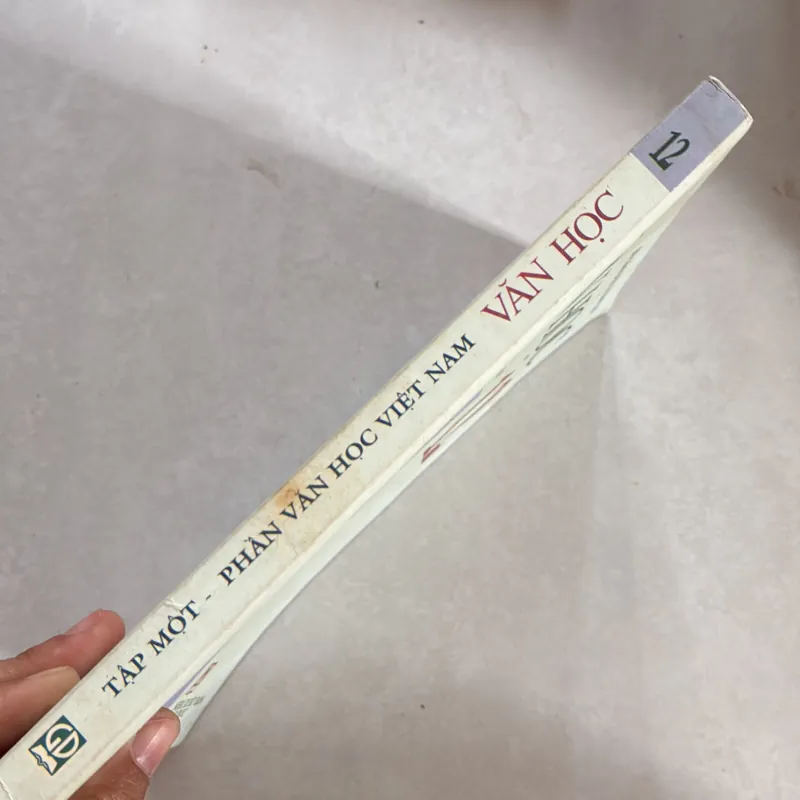 TẬP MỘT - PHẦN VĂN HỌC VIỆT NAM VĂN HỌC 12